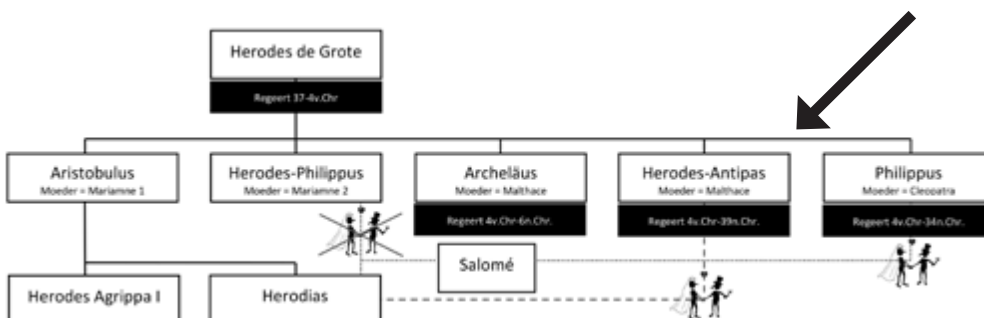 Herodes de Grote
Regeert 37-4v.Chr
Aristobulus
Moeder = Mariamne 1
Herodes-Philippus
Moeder = Mariamne 2
Archeläus
Moeder = Malthace
Regeert 4v.Chr-6n.Chr.
Herodes-Antipas
Moeder = Malthace
Regeert 4v.Chr-39n.Chr.
Philippus
Moeder = Cleopatra
Regeert 4v.Chr-34n.Chr.
Salomé
Herodes Agrippa I
Herodias